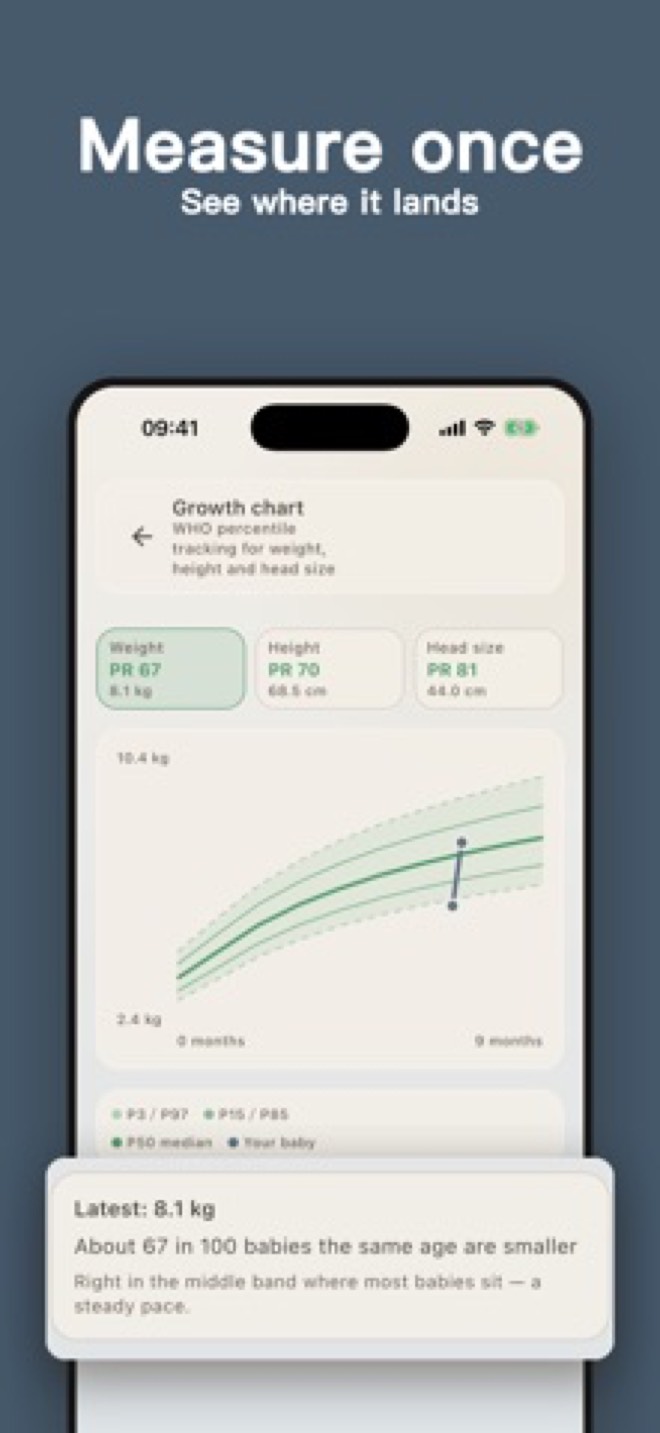 Measure once
See where it lands
09:41
Growth chart
WHO percentile
tracking for weight,
height and head size
Weight
PR 67
8.1 kg
Height
PR 70
68.5 cm
Head size
PR 81
44.0 cm
10.4 kg
2.4 kg
0 months
9 months
P3 / P97
P15 / P85
P50 median
Your baby
Latest: 8.1 kg
About 67 in 100 babies the same age are smaller
Right in the middle band where most babies sit — a
steady pace.